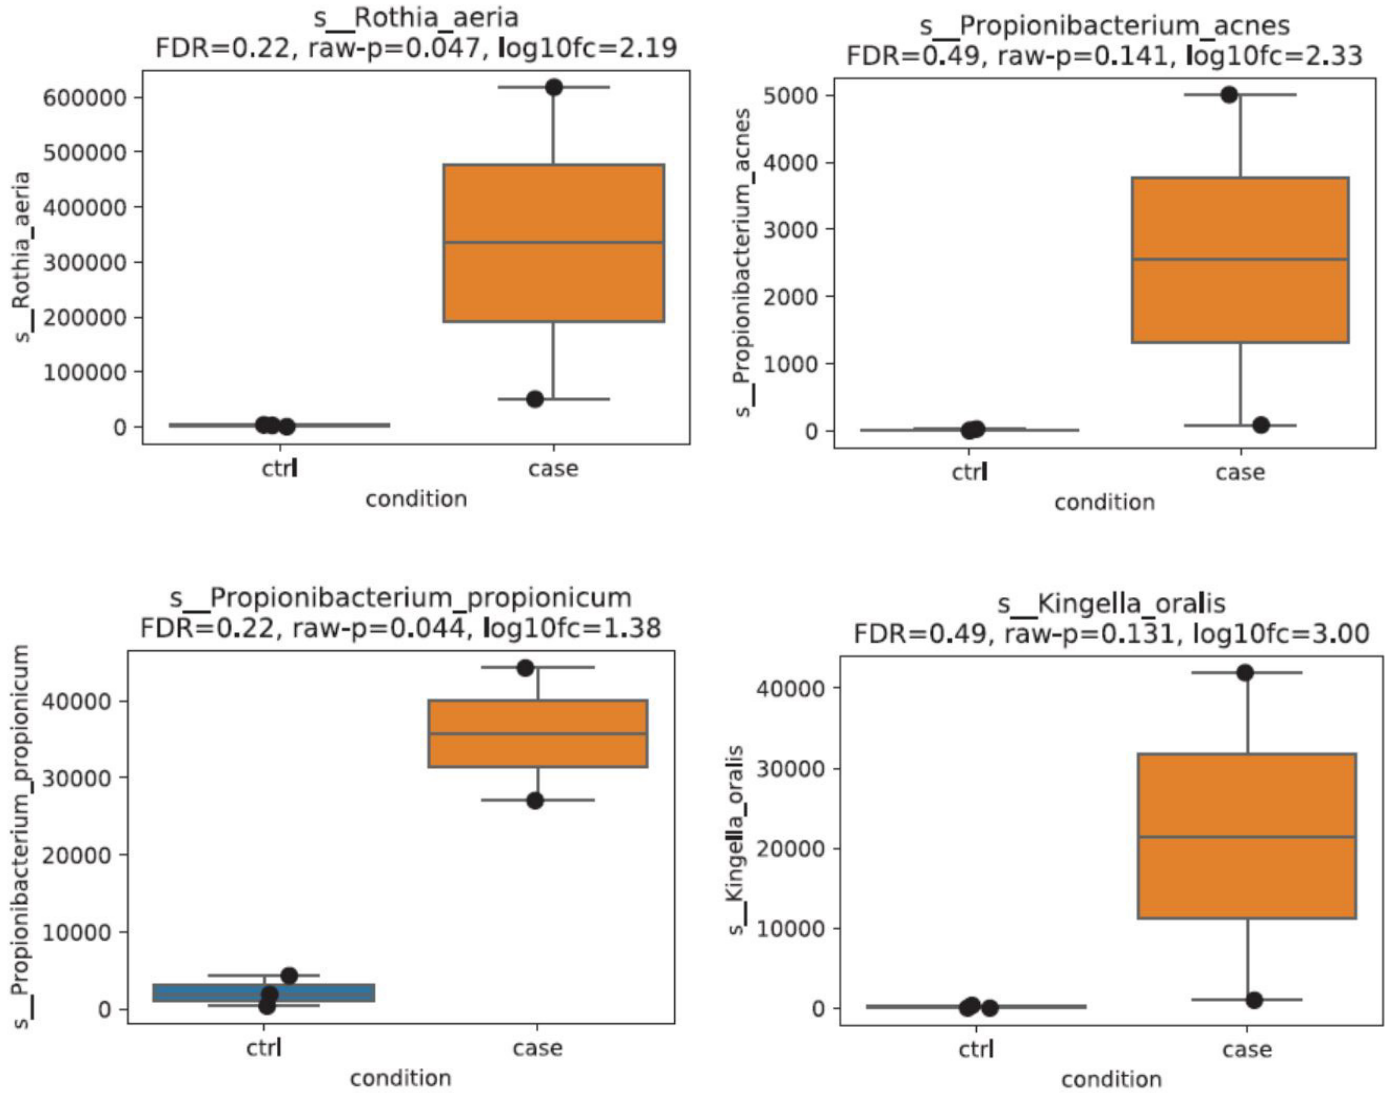 s__Rothia_aeria
FDR=0.22, raw-p=0.047, log10fc=2.19
600000
500000
400000
300000
200000
100000
0
s__Rothia_aeria
ctrl
case
condition
s__Propionibacterium_acnes
FDR=0.49, raw-p=0.141, log10fc=2.33
5000
4000
3000
2000
1000
0
s__Propionibacterium_acnes
ctrl
case
condition
s__Propionibacterium_propionicum
FDR=0.22, raw-p=0.044, log10fc=1.38
40000
30000
20000
10000
0
s__Propionibacterium_propionicum
ctrl
case
condition
s__Kingella_oralis
FDR=0.49, raw-p=0.131, log10fc=3.00
40000
30000
20000
10000
0
s__Kingella_oralis
ctrl
case
condition